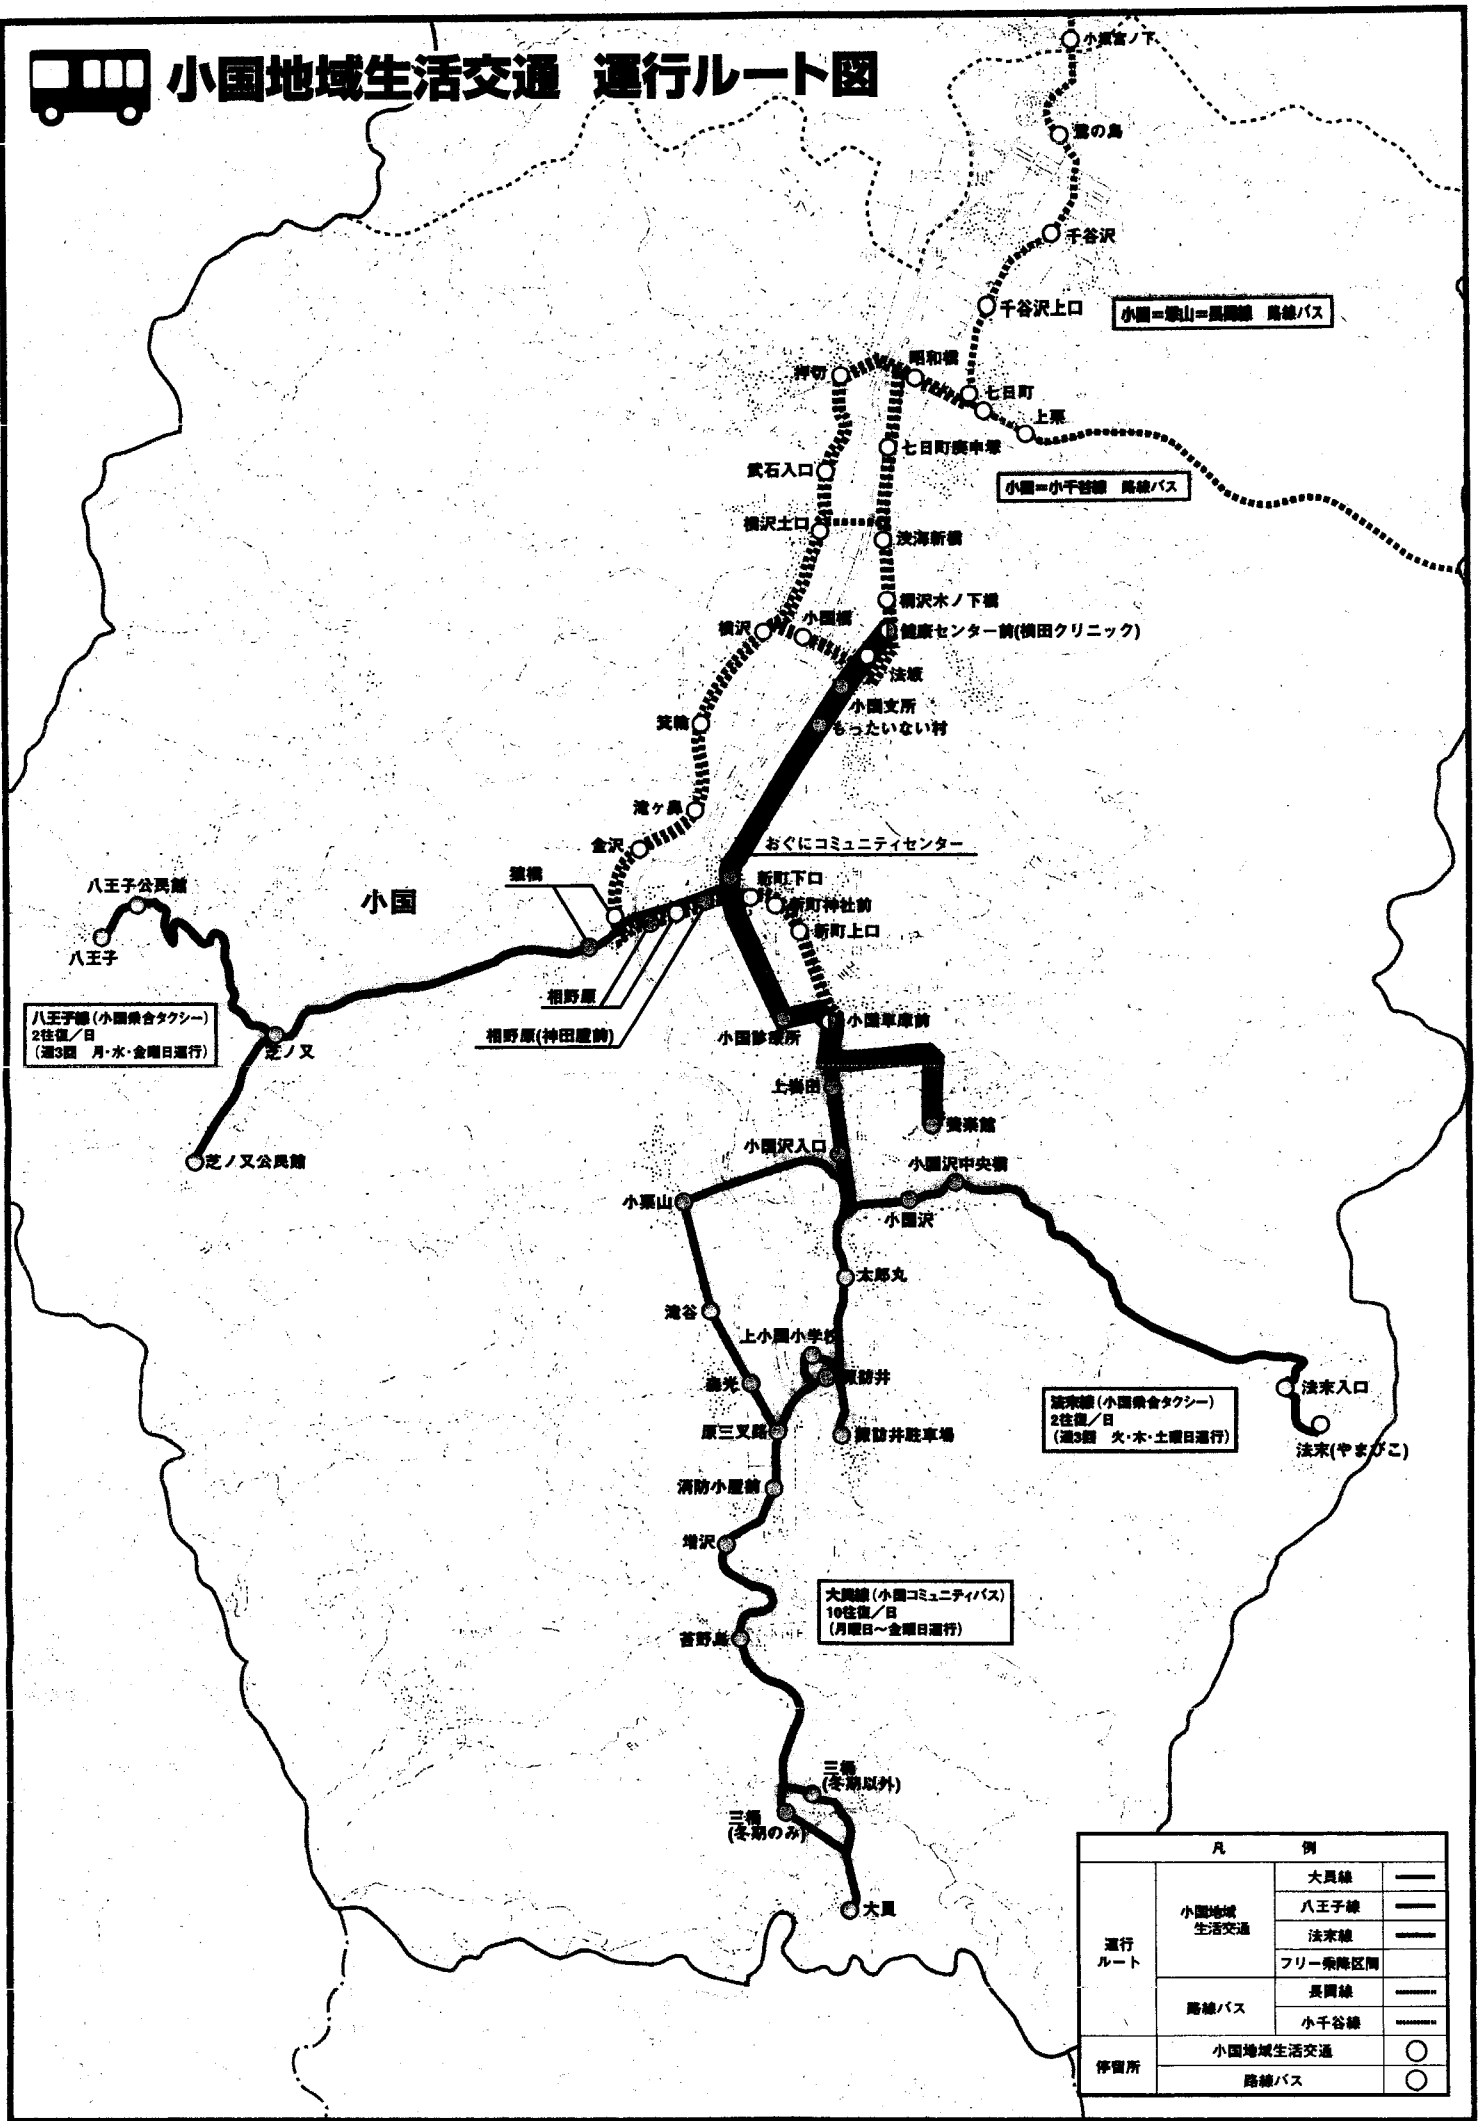 小国地域生活交通 運行ルート図
鷺の島
千谷沢
千谷沢上口
小国＝塚山＝長岡線 路線バス
昭和橋
押切
七日町
上栗
七日町庚申塚
武石入口
小国＝小千谷線 路線バス
横沢土口
渋海新橋
桐沢木ノ下橋
小国橋
横沢
健康センター前(横田クリニック)
法坂
小国支所
もったいない村
箕輪
滝ヶ鼻
おぐにコミュニティセンター
金沢
新町下口
八王子公民館
小国
新町神社前
新町上口
八王子
相野原
八王子線(小国乗合タクシー)
2往復／日
(週3回 月・水・金曜日運行)
小国車庫前
相野原(神田屋前)
小国診療所
芝ノ又
上岩田
養楽館
小国沢入口
芝ノ又公民館
小国沢中央橋
小栗山
小国沢
太郎丸
滝谷
上小国小学校
諏訪井
森光
法末入口
法末線(小国乗合タクシー)
2往復／日
(週3回 火・木・土曜日運行)
原三叉路
諏訪井駐車場
法末(やまびこ)
消防小屋前
増沢
大貝線(小国コミュニティバス)
10往復／日
(月曜日～金曜日運行)
苔野島
三桶
(冬期以外)
三桶
(冬期のみ)
大貝
凡 例
運行
ルート
小国地域
生活交通
大貝線
八王子線
法末線
フリー乗降区間
路線バス
長岡線
小千谷線
停留所
小国地域生活交通
路線バス